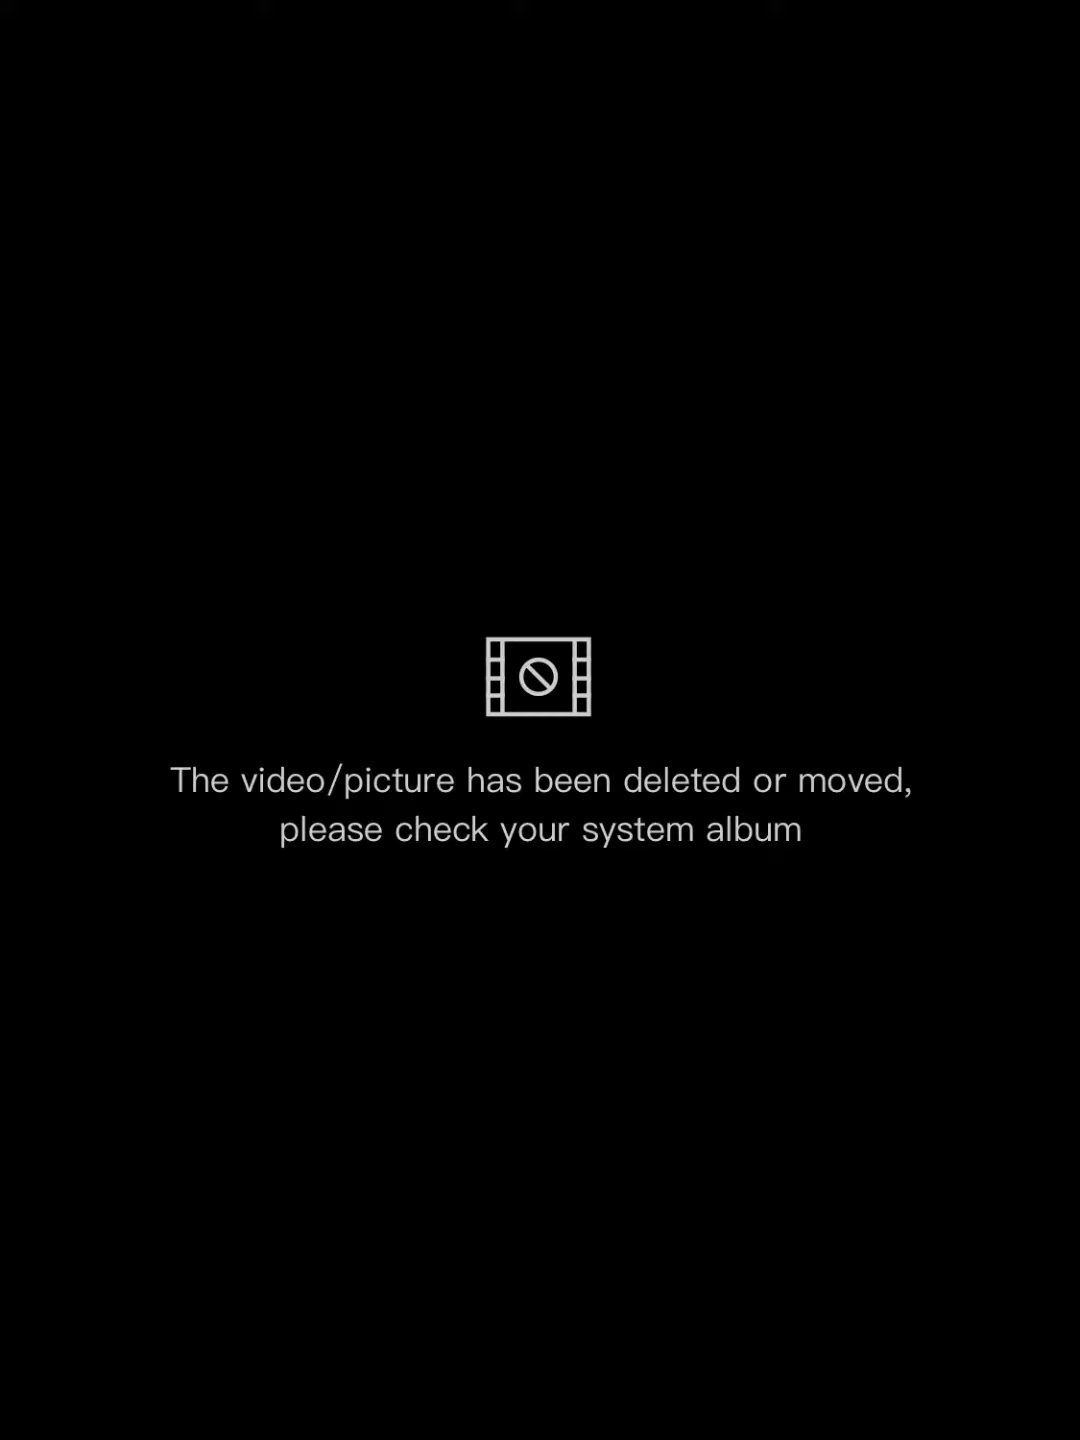 The video/picture has been deleted or moved,
please check your system album